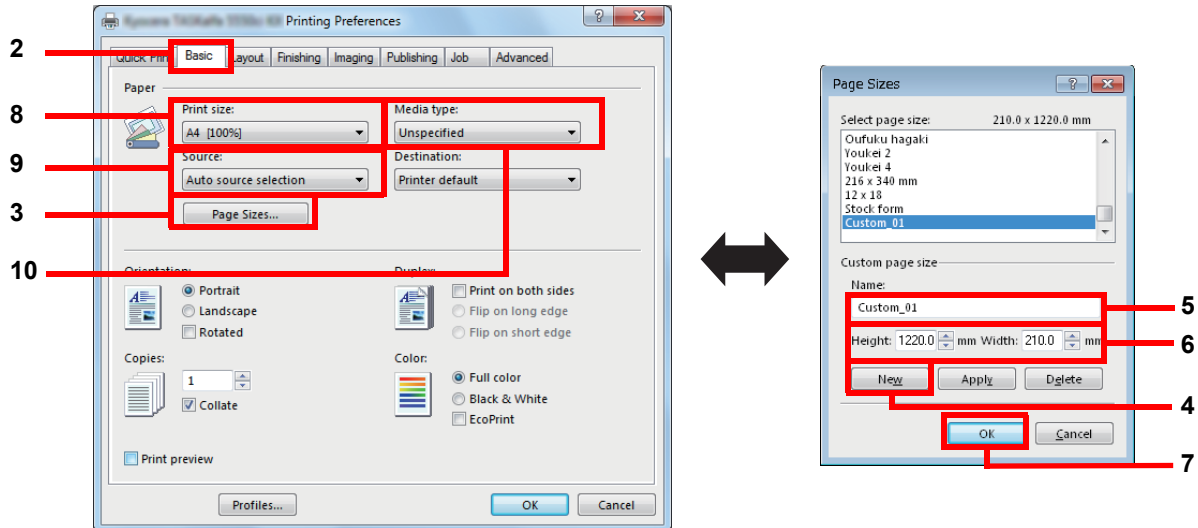 Printing Preferences
2
Basic Layout Finishing Imaging Publishing Job Advanced
Paper
8
Print size:
A4 [100%]
Media type:
Unspecified
9
Source:
Auto source selection
Destination:
Printer default
3
Page Sizes...
10
Orientation:
Portrait
Landscape
Rotated
Duplex:
Print on both sides
Flip on long edge
Flip on short edge
Copies:
1
Collate
Color:
Full color
Black & White
EcoPrint
Print preview
Profiles...
OK
Cancel
Page Sizes
Select page size: 210.0 x 1220.0 mm
Oufuku hagaki
Youkei 2
Youkei 4
216 x 340 mm
12 x 18
Stock form
Custom_01
Custom page size
Name:
Custom_01
5
Height: 1220.0 mm Width: 210.0 mm
6
New Apply Delete
4
OK Cancel
7